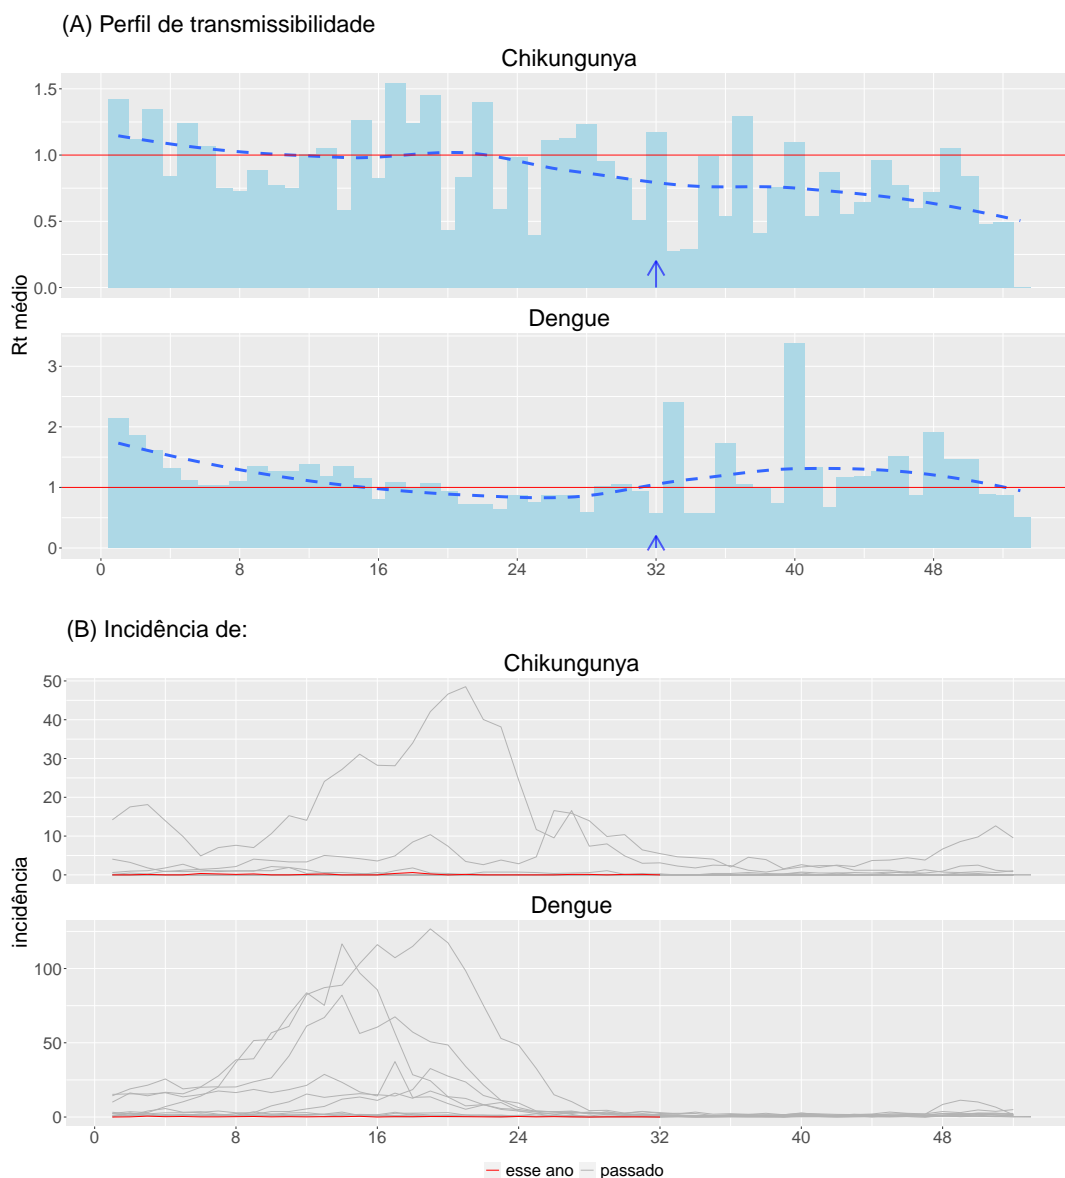 (A) Perfil de transmissibilidade
Chikungunya
1.5
1.0
0.5
0.0
Rt médio
Dengue
3
2
1
0
0 8 16 24 32 40 48
(B) Incidência de:
Chikungunya
50
40
30
20
10
0
incidência
Dengue
100
50
0
0 8 16 24 32 40 48
esse ano passado